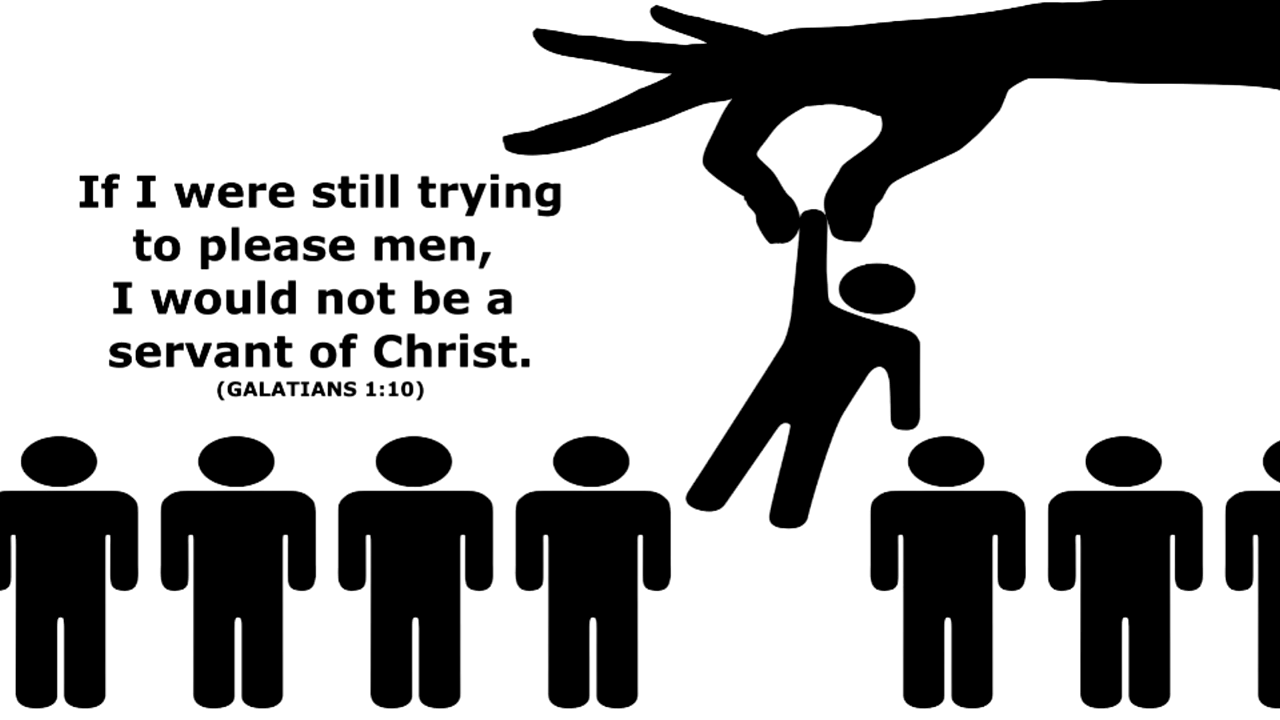 If I were still trying
to please men,
I would not be a
servant of Christ.
(GALATIANS 1:10)